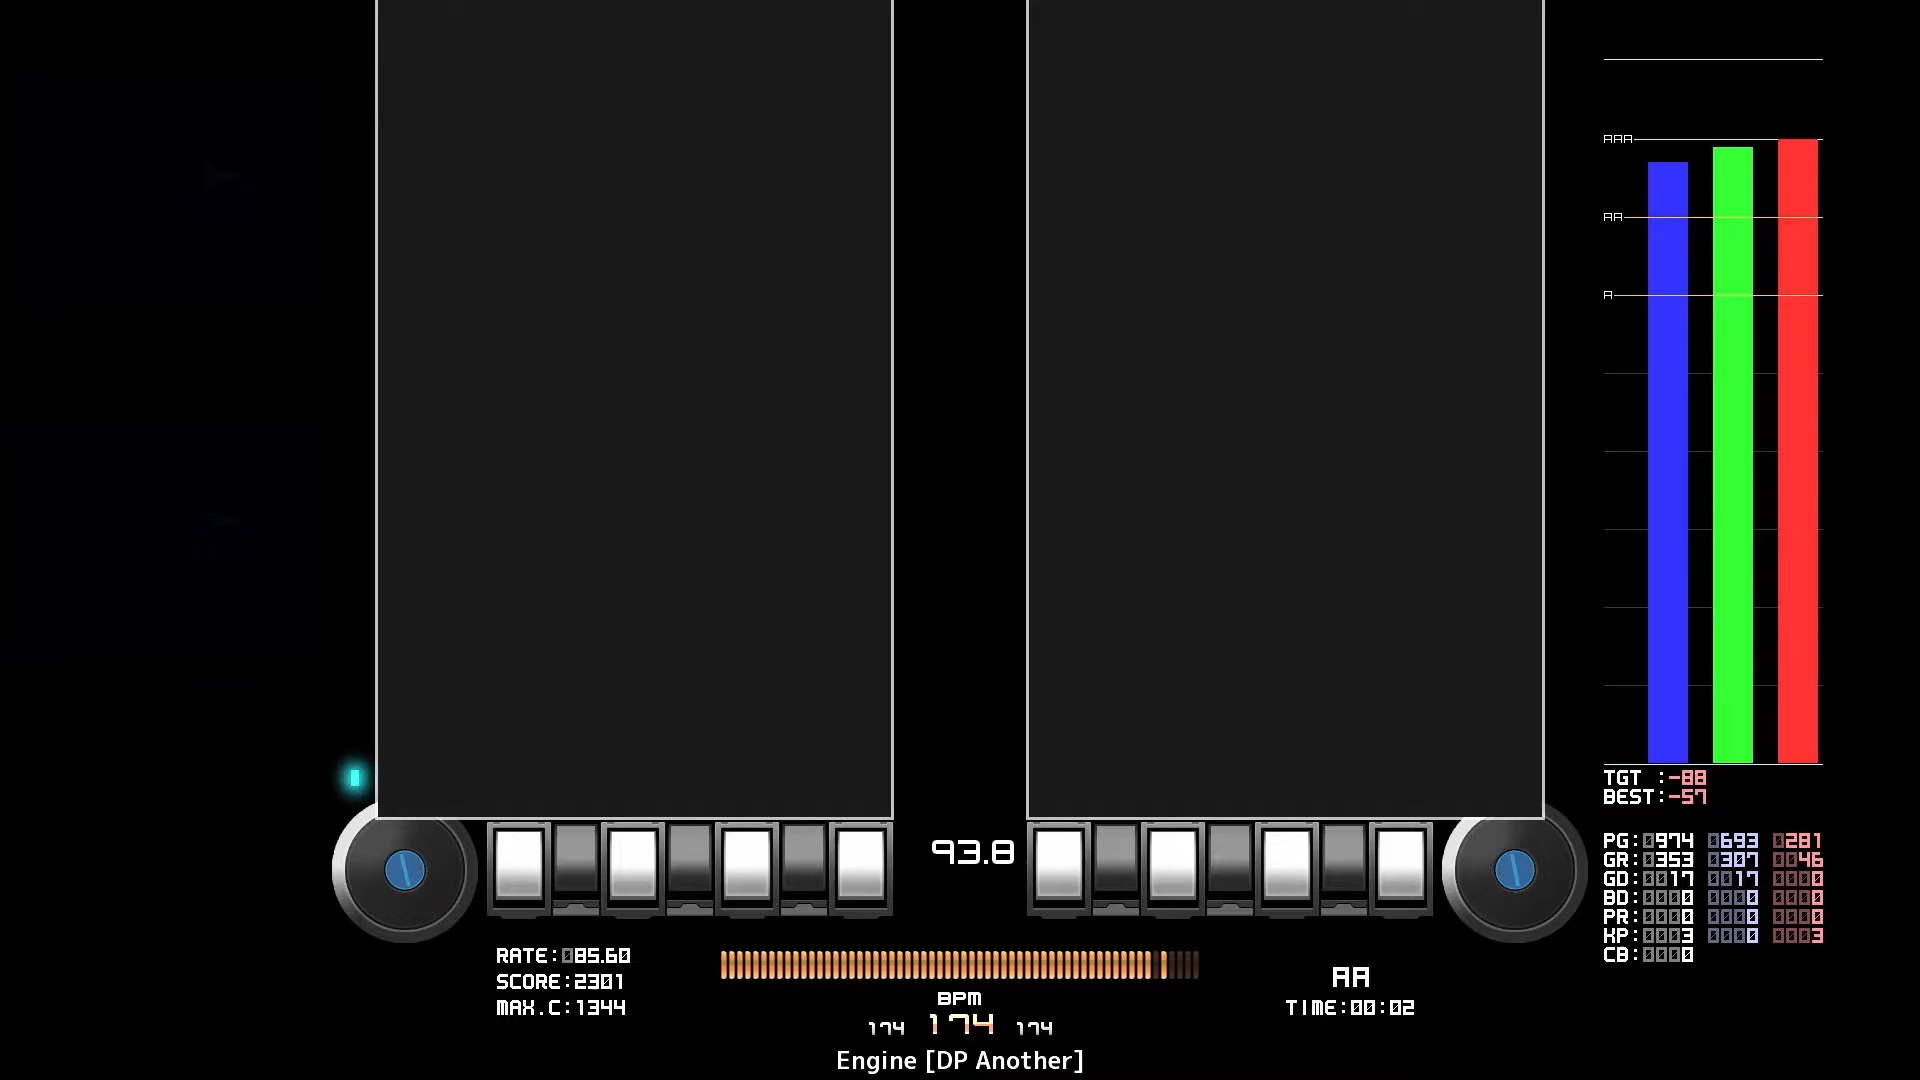 AAA
AA
A
TGT :-88
BEST:-57
93.8
PG:0974 0693 0281
GR:0353 0307 0046
GD:0017 0017 0000
BD:0000 0000 0000
PR:0000 0000 0000
KP:0003 0000 0003
CB:0000
RATE:085.60
SCORE:2301
MAX.C:1344
AA
TIME:00:02
BPM
174 174 174
Engine [DP Another]